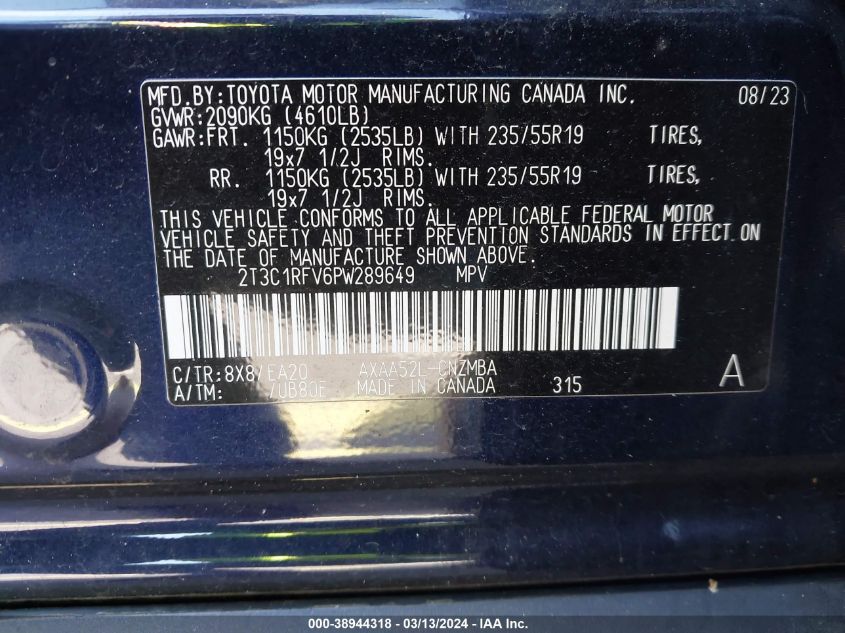 MFD.BY:TOYOTA MOTOR MANUFACTURING CANADA INC. 08/23
GVWR:2090KG (4610LB)
GAWR:FRT. 1150KG (2535LB) WITH 235/55R19 TIRES,
19x7 1/2J RIMS.
RR. 1150KG (2535LB) WITH 235/55R19 TIRES,
19x7 1/2J RIMS.
THIS VEHICLE CONFORMS TO ALL APPLICABLE FEDERAL MOTOR
VEHICLE SAFETY AND THEFT PREVENTION STANDARDS IN EFFECT ON
THE DATE OF MANUFACTURE SHOWN ABOVE.
2T3C1RFV6PW289649 MPV
C/TR:8X8/EA20 AXAA52L-CNZMBA
A/TM: /UB80E MADE IN CANADA 315 A
000-38944318 - 03/13/2024 - IAA Inc.